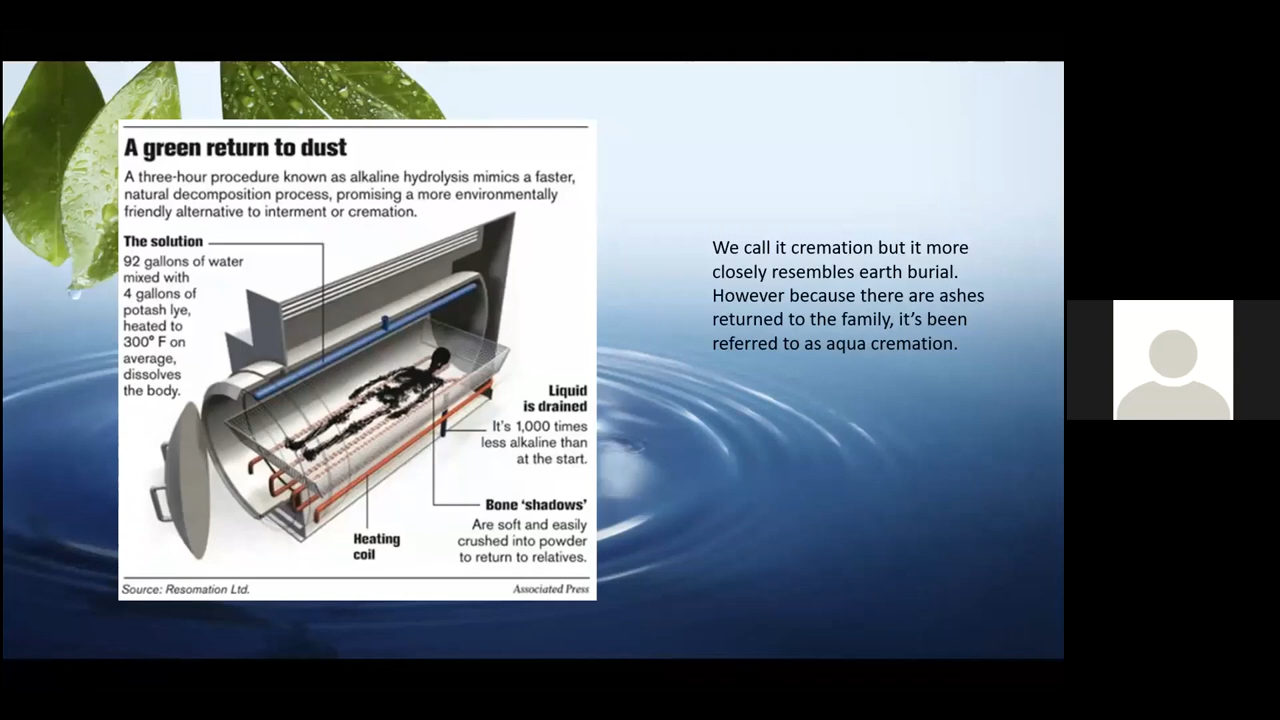 A green return to dust
A three-hour procedure known as alkaline hydrolysis mimics a faster,
natural decomposition process, promising a more environmentally
friendly alternative to interment or cremation.
The solution
92 gallons of water
mixed with
4 gallons of
potash lye,
heated to
300° F on
average,
dissolves
the body.
Liquid
is drained
It's 1,000 times
less alkaline than
at the start.
Bone 'shadows'
Are soft and easily
crushed into powder
to return to relatives.
Heating
coil
Source: Resomation Ltd.
Associated Press
We call it cremation but it more
closely resembles earth burial.
However because there are ashes
returned to the family, it's been
referred to as aqua cremation.